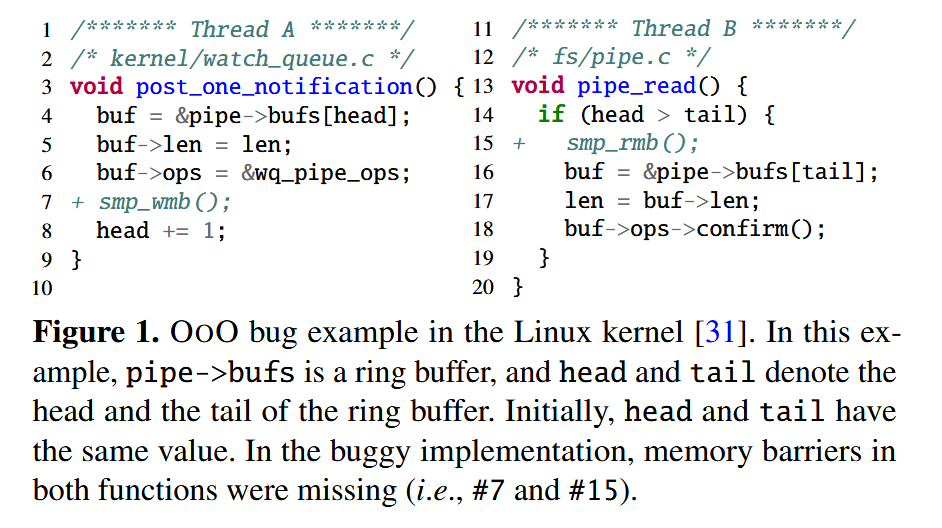 1 /******* Thread A *******/
2 /* kernel/watch_queue.c */
3 void post_one_notification() {
4 buf = &pipe->bufs[head];
5 buf->len = len;
6 buf->ops = &wq_pipe_ops;
7 + smp_wmb();
8 head += 1;
9 }
10
11 /******* Thread B *******/
12 /* fs/pipe.c */
13 void pipe_read() {
14 if (head > tail) {
15 + smp_rmb();
16 buf = &pipe->bufs[tail];
17 len = buf->len;
18 buf->ops->confirm();
19 }
20 }
Figure 1. OoO bug example in the Linux kernel [31]. In this ex-
ample, pipe->bufs is a ring buffer, and head and tail denote the
head and the tail of the ring buffer. Initially, head and tail have
the same value. In the buggy implementation, memory barriers in
both functions were missing (i.e., #7 and #15).